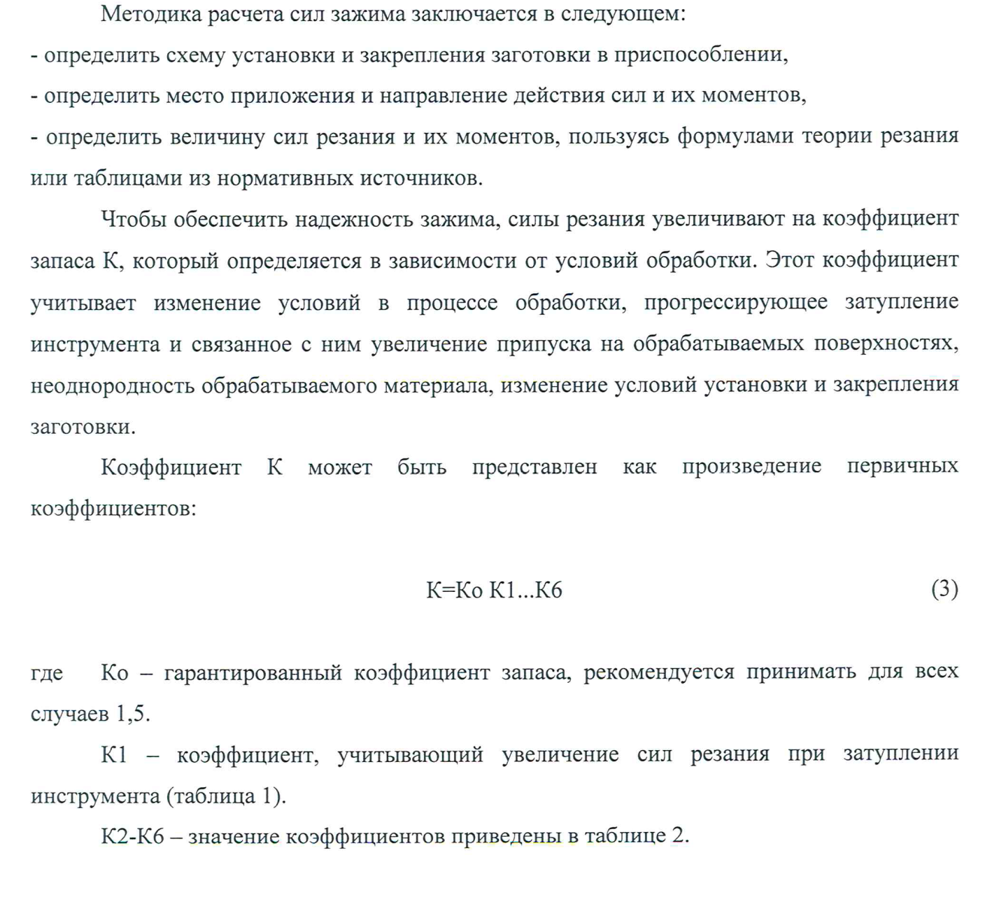 Методика расчета сил зажима заключается в следующем:
- определить схему установки и закрепления заготовки в приспособлении,
- определить место приложения и направление действия сил и их моментов,
- определить величину сил резания и их моментов, пользуясь формулами теории резания
или таблицами из нормативных источников.
Чтобы обеспечить надежность зажима, силы резания увеличивают на коэффициент
запаса К, который определяется в зависимости от условий обработки. Этот коэффициент
учитывает изменение условий в процессе обработки, прогрессирующее затупление
инструмента и связанное с ним увеличение припуска на обрабатываемых поверхностях,
неоднородность обрабатываемого материала, изменение условий установки и закрепления
заготовки.
Коэффициент К может быть представлен как произведение первичных
коэффициентов:
К=Ко К1...К6 (3)
где Ко – гарантированный коэффициент запаса, рекомендуется принимать для всех
случаев 1,5.
К1 – коэффициент, учитывающий увеличение сил резания при затуплении
инструмента (таблица 1).
К2-К6 – значение коэффициентов приведены в таблице 2.